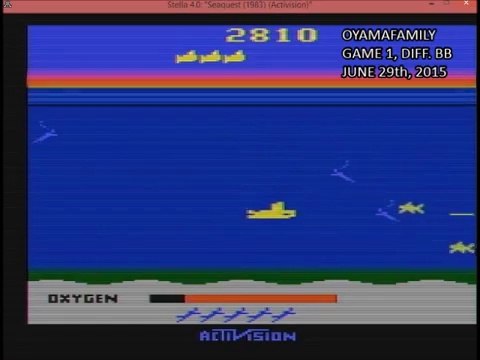 Stella 4.0: "Seaquest (1983) (Activision)"
2810
OYAMAFAMILY
GAME 1, DIFF. BB
JUNE 29th, 2015
OXYGEN
ACTIVISION